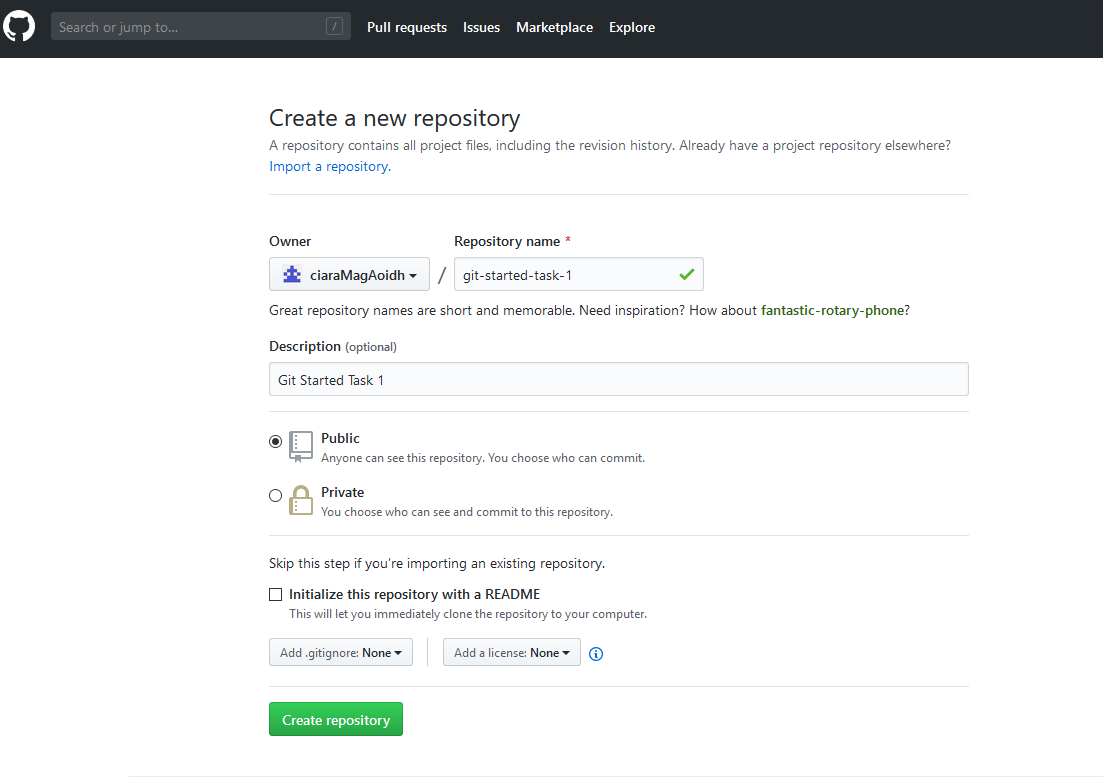 Search or jump to... /
Pull requests Issues Marketplace Explore
Create a new repository
A repository contains all project files, including the revision history. Already have a project repository elsewhere?
Import a repository.
Owner Repository name *
ciaraMagAoidh / git-started-task-1
Great repository names are short and memorable. Need inspiration? How about fantastic-rotary-phone?
Description (optional)
Git Started Task 1
Public
Anyone can see this repository. You choose who can commit.
Private
You choose who can see and commit to this repository.
Skip this step if you're importing an existing repository.
Initialize this repository with a README
This will let you immediately clone the repository to your computer.
Add .gitignore: None Add a license: None
Create repository